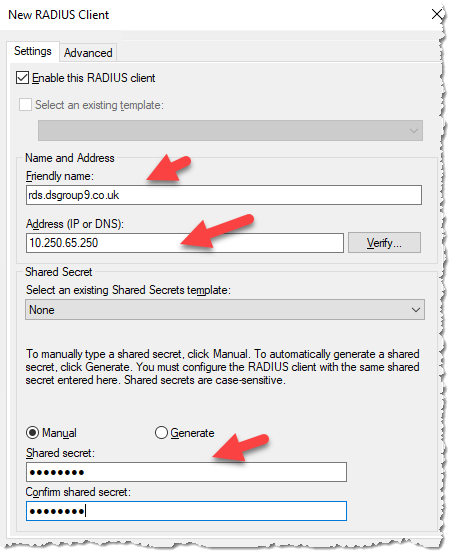 New RADIUS Client
Settings
Advanced
Enable this RADIUS client
Select an existing template:
Name and Address
Friendly name:
rds.dsgroup9.co.uk
Address (IP or DNS):
10.250.65.250
Verify...
Shared Secret
Select an existing Shared Secrets template:
None
To manually type a shared secret, click Manual. To automatically generate a shared
secret, click Generate. You must configure the RADIUS client with the same shared
secret entered here. Shared secrets are case-sensitive.
Manual
Generate
Shared secret:
●●●●●●●●
Confirm shared secret:
●●●●●●●●